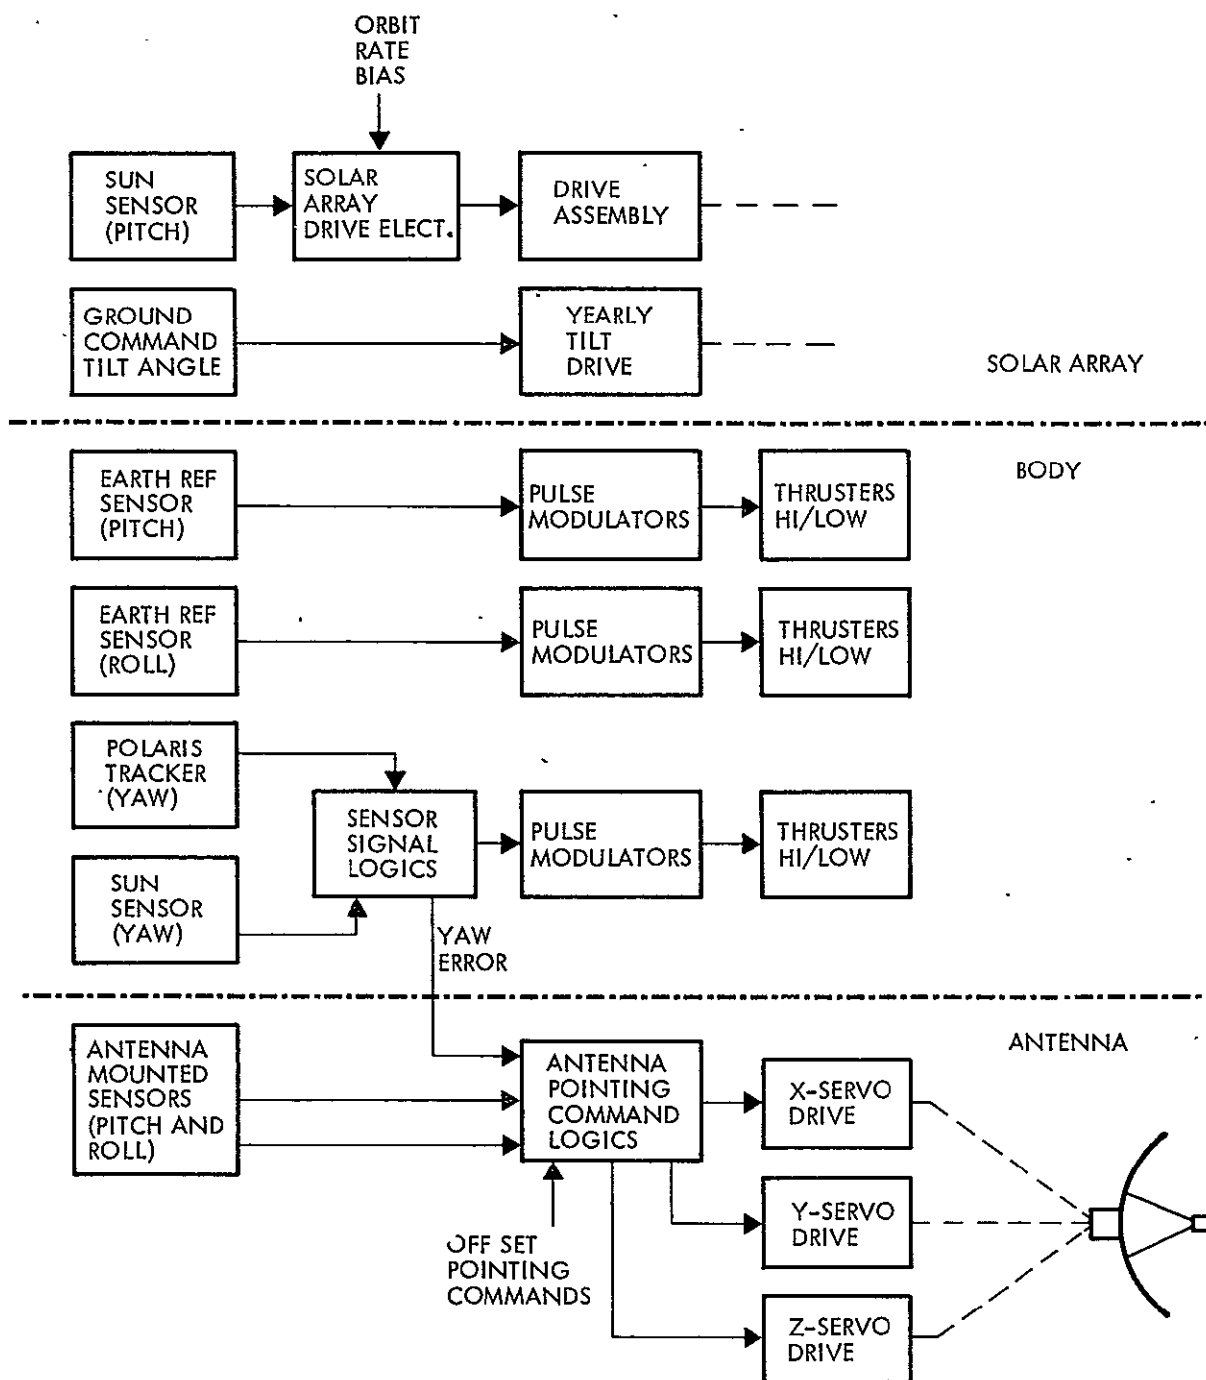 ORBIT
RATE
BIAS
SUN
SENSOR
(PITCH)
SOLAR
ARRAY
DRIVE ELECT.
DRIVE
ASSEMBLY
GROUND
COMMAND
TILT ANGLE
YEARLY
TILT
DRIVE
SOLAR ARRAY
BODY
EARTH REF
SENSOR
(PITCH)
PULSE
MODULATORS
THRUSTERS
HI/LOW
EARTH REF
SENSOR
(ROLL)
PULSE
MODULATORS
THRUSTERS
HI/LOW
POLARIS
TRACKER
(YAW)
SENSOR
SIGNAL
LOGICS
PULSE
MODULATORS
THRUSTERS
HI/LOW
SUN
SENSOR
(YAW)
YAW
ERROR
ANTENNA
ANTENNA
MOUNTED
SENSORS
(PITCH AND
ROLL)
ANTENNA
POINTING
COMMAND
LOGICS
X-SERVO
DRIVE
Y-SERVO
DRIVE
OFF SET
POINTING
COMMANDS
Z-SERVO
DRIVE